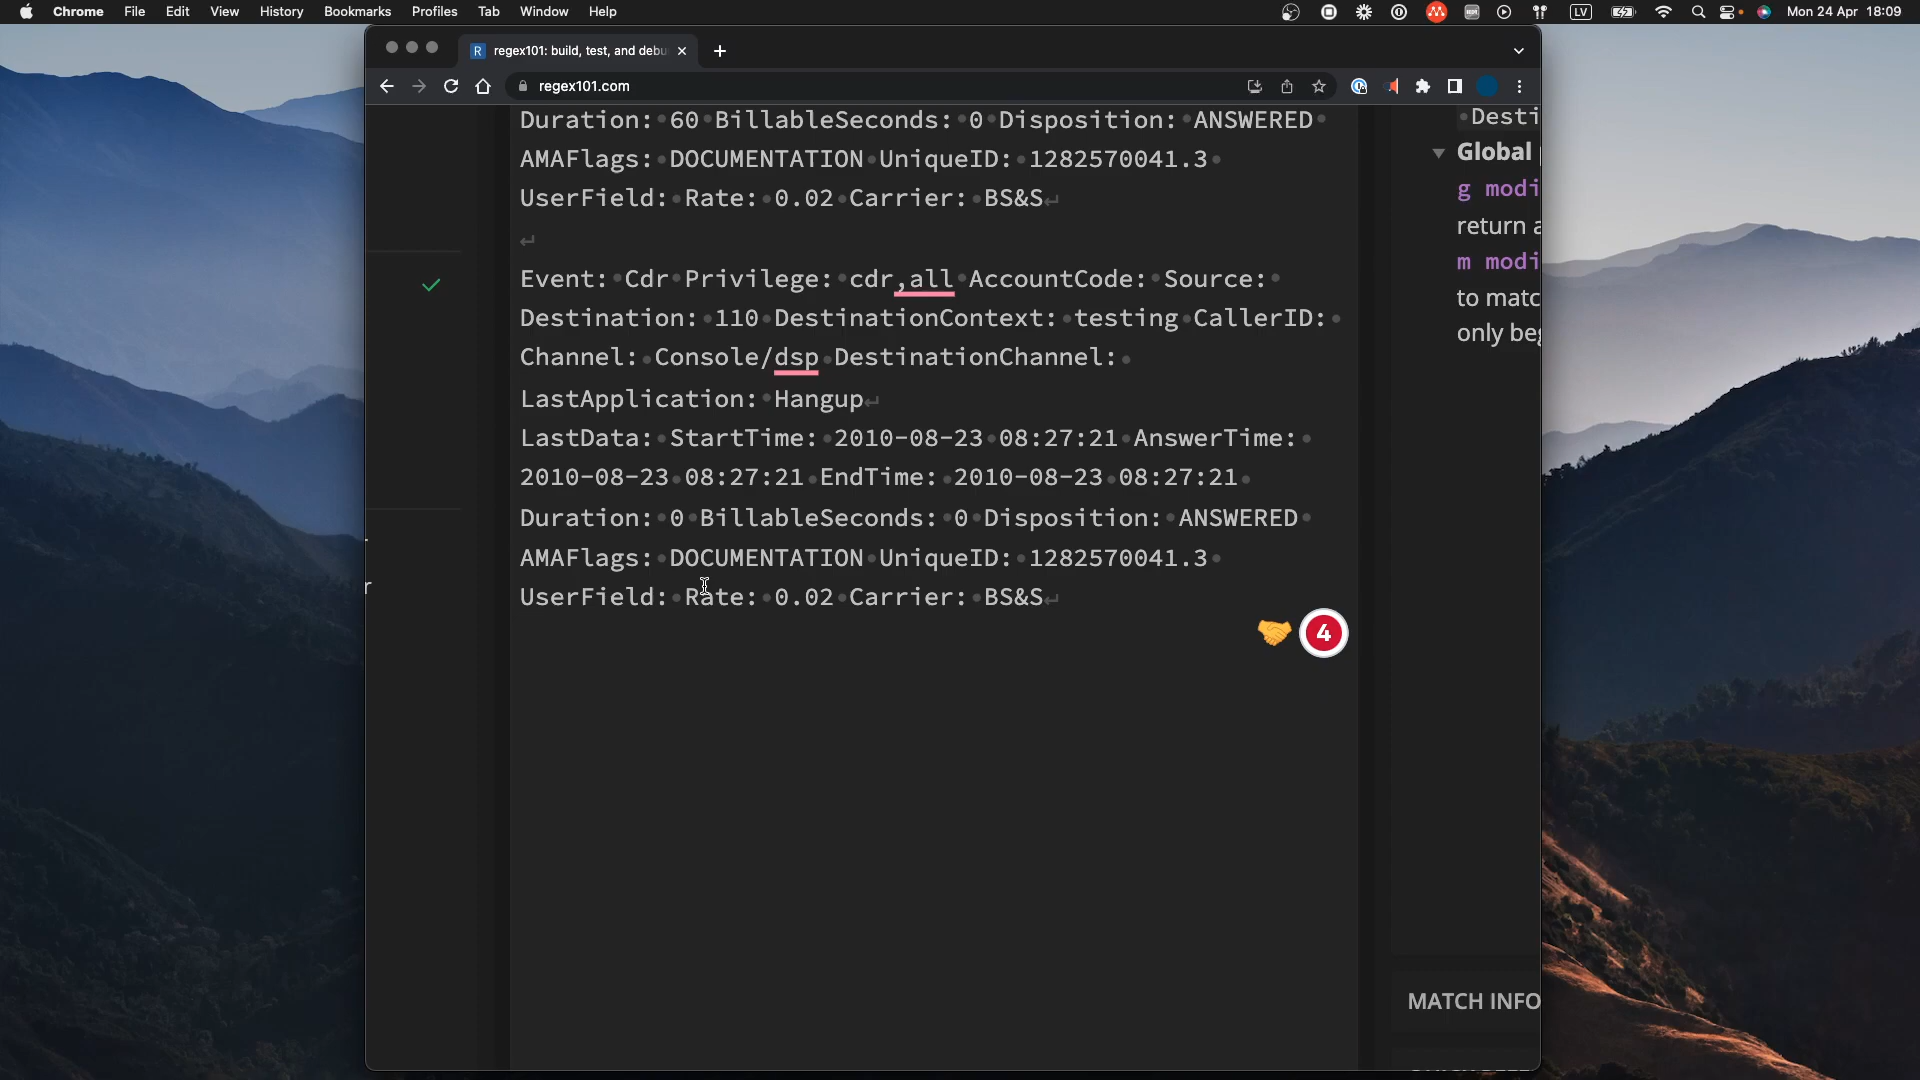 Chrome File Edit View History Bookmarks Profiles Tab Window Help LV Mon 24 Apr 18:09
R regex101: build, test, and debu
regex101.com
Duration: 60 BillableSeconds: 0 Disposition: ANSWERED
AMAFlags: DOCUMENTATION UniqueID: 1282570041.3
UserField: Rate: 0.02 Carrier: BS&S
Event: Cdr Privilege: cdr,all AccountCode: Source:
Destination: 110 DestinationContext: testing CallerID:
Channel: Console/dsp DestinationChannel:
LastApplication: Hangup
LastData: StartTime: 2010-08-23 08:27:21 AnswerTime:
2010-08-23 08:27:21 EndTime: 2010-08-23 08:27:21
Duration: 0 BillableSeconds: 0 Disposition: ANSWERED
AMAFlags: DOCUMENTATION UniqueID: 1282570041.3
UserField: Rate: 0.02 Carrier: BS&S
4
Desti
Global
g modi
return a
m modi
to matc
only beg
MATCH INFO